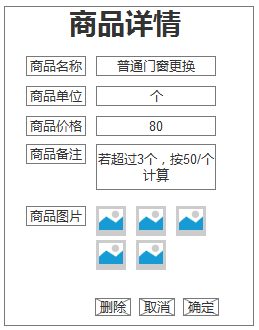 商品详情
商品名称 普通门窗更换
商品单位 个
商品价格 80
商品备注 若超过3个，按50/个
计算
商品图片
删除 取消 确定